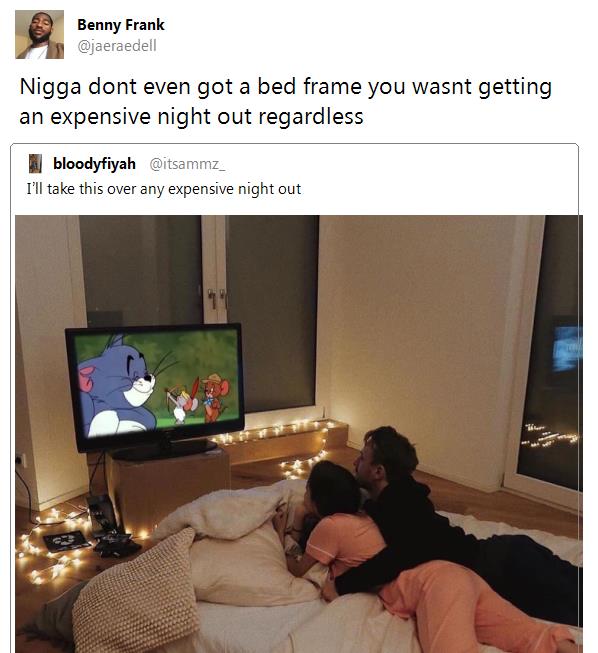 Benny Frank
@jaeraedell
Nigga dont even got a bed frame you wasnt getting
an expensive night out regardless
bloodyfiyah @itsammz_
I'll take this over any expensive night out